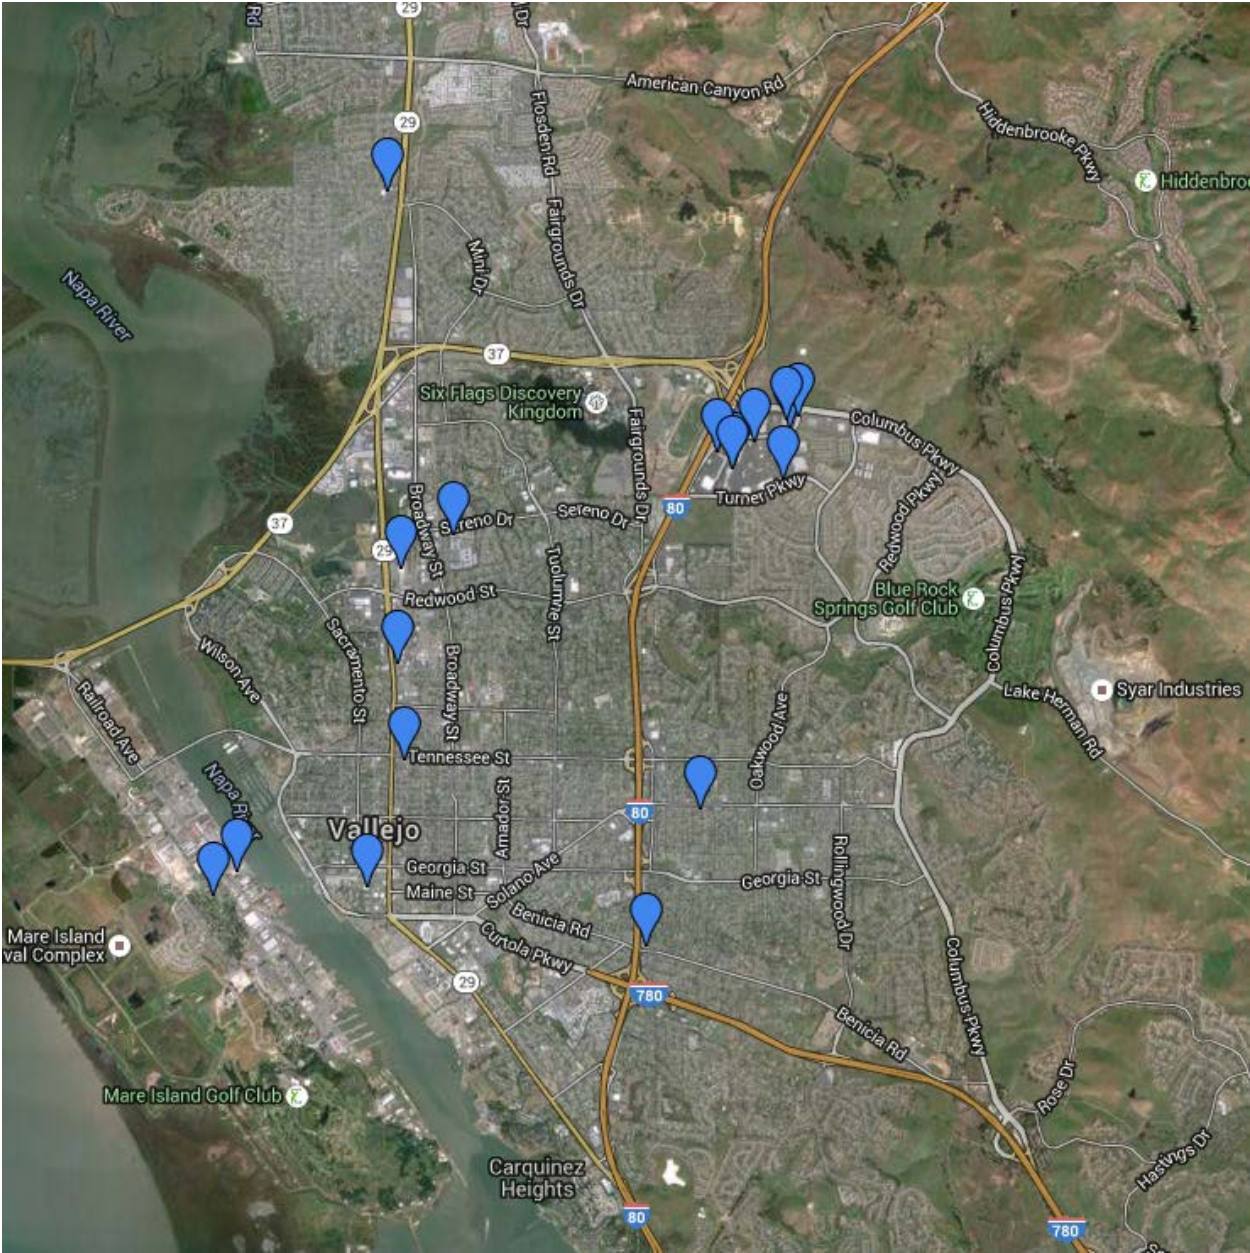 29
Rd
Dr
American Canyon Rd
29
Flosden Rd
Hiddenbrooke Pkwy
Hiddenbro
Fairgrounds Dr
Mini Dr
Napa River
37
Six Flags Discovery
Kingdom
Fairgrounds Dr
Columbus Pkwy
Turner Pkwy
Redwood Pkwy
80
37
Broadway St
Sereno Dr
Sereno Dr
29
Tuolumne St
Redwood St
Blue Rock
Springs Golf Club
Columbus Pkwy
Sacramento St
Wilson Ave
Broadway St
Railroad Ave
Lake Herman Rd
Syar Industries
Oakwood Ave
Tennessee St
Napa River
Amador St
80
Vallejo
Georgia St
Maine St
Solano Ave
Georgia St
Rollingwood Dr
Benicia Rd
Curtola Pkwy
Mare Island
val Complex
29
780
Columbus Pkwy
Benicia Rd
Rose Dr
Mare Island Golf Club
Hastings Dr
Carquinez
Heights
80
780